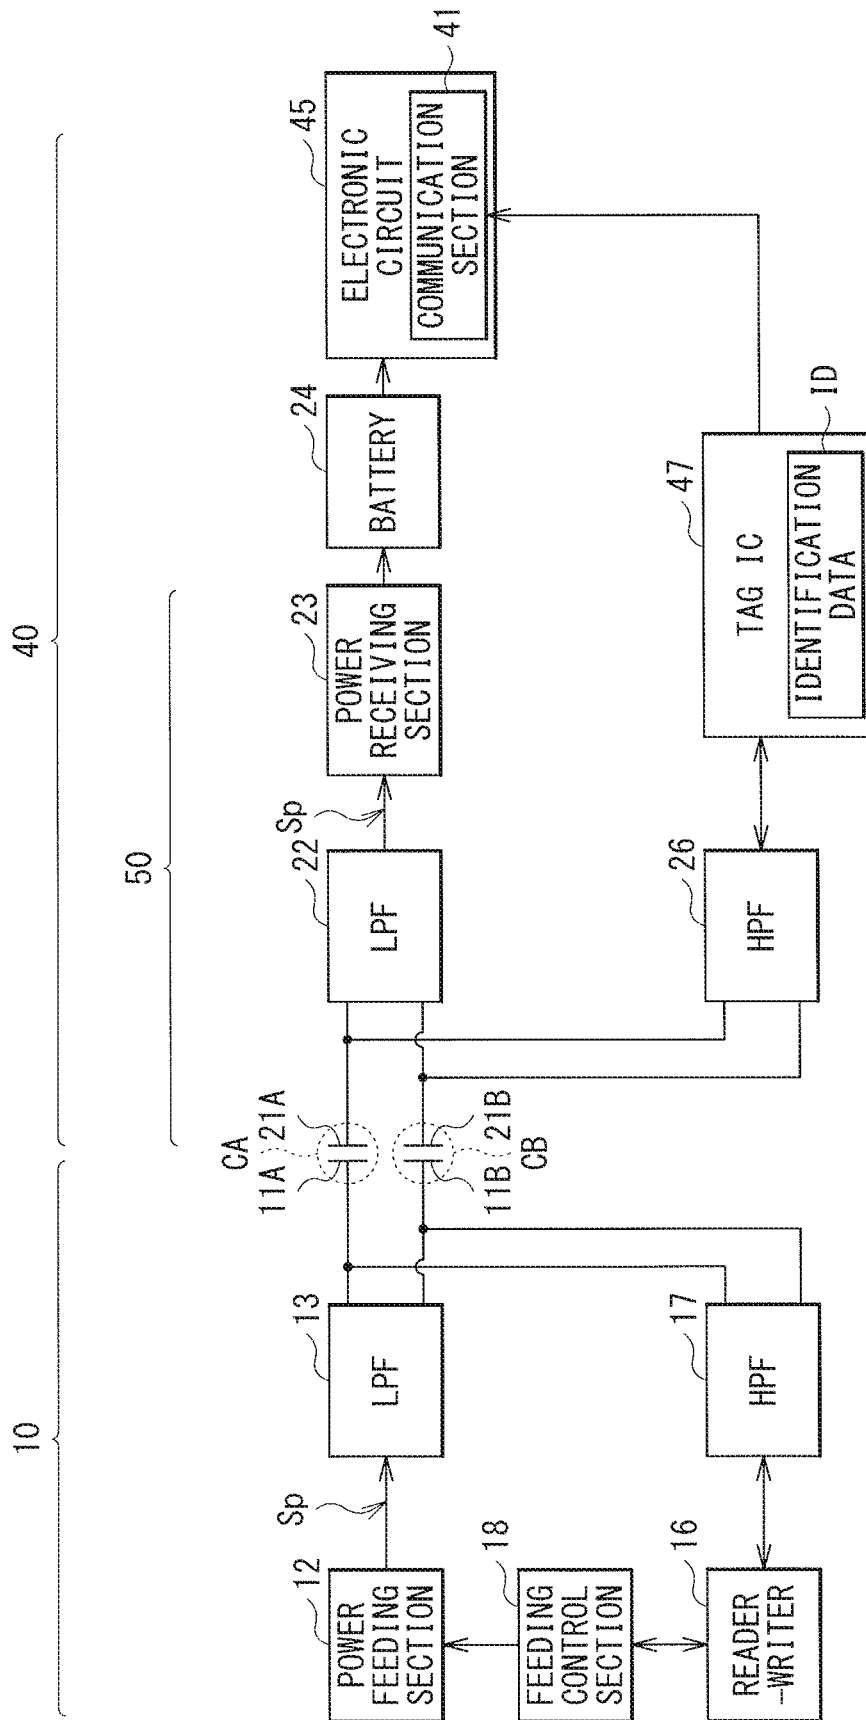 10
40
50
12
POWER
FEEDING
SECTION
Sp
13
LPF
CA
11A
21A
11B
21B
CB
22
LPF
Sp
23
POWER
RECEIVING
SECTION
24
BATTERY
45
ELECTRONIC
CIRCUIT
COMMUNICATION
SECTION
41
18
FEEDING
CONTROL
SECTION
16
READER
-WRITER
17
HPF
26
HPF
47
TAG IC
IDENTIFICATION
DATA
ID